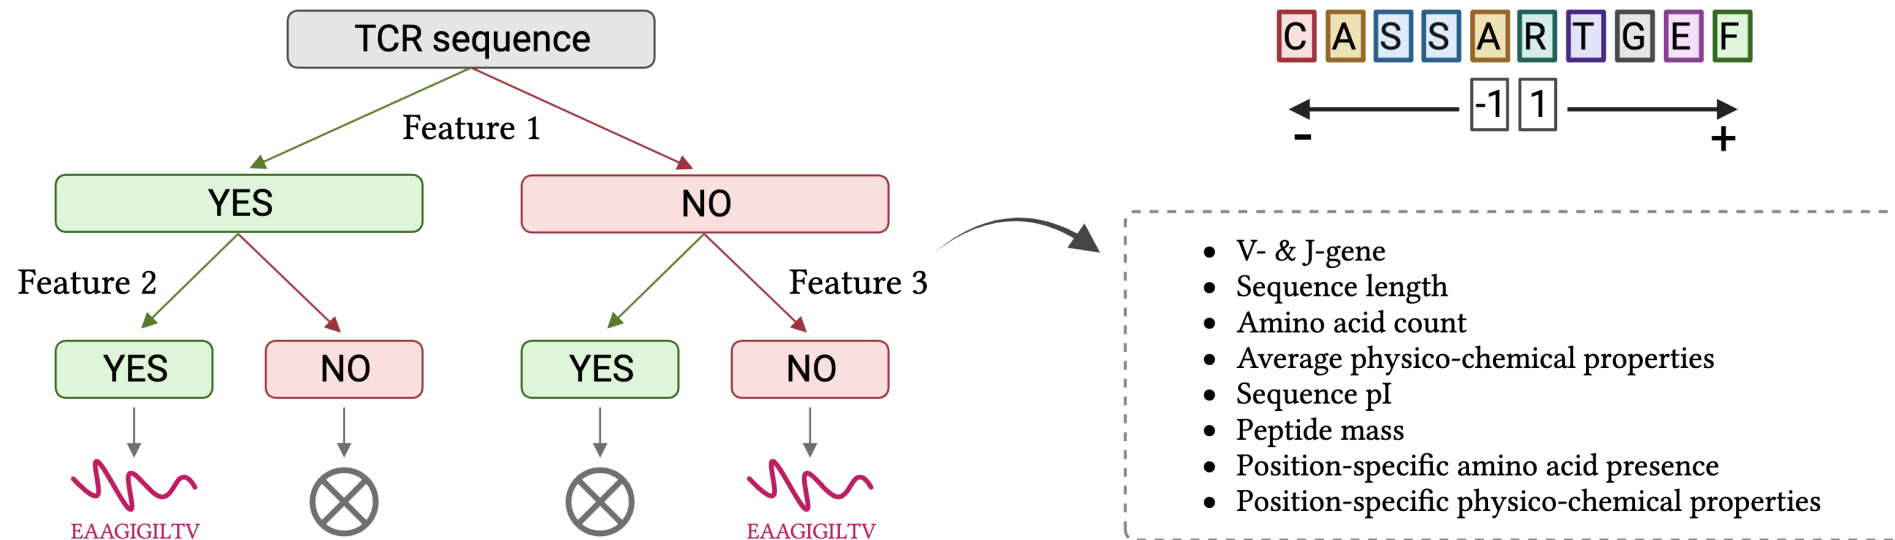 TCR sequence
Feature 1
YES
NO
Feature 2
Feature 3
YES
NO
YES
NO
EAAGIGILTV
EAAGIGILTV
C A S S A R T G E F
-1 1
- +
• V- & J-gene
• Sequence length
• Amino acid count
• Average physico-chemical properties
• Sequence pI
• Peptide mass
• Position-specific amino acid presence
• Position-specific physico-chemical properties